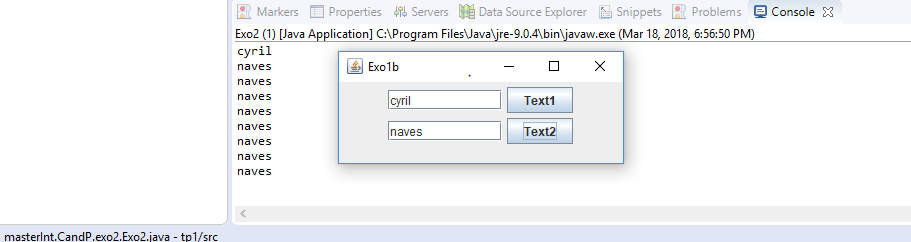 Markers Properties Servers Data Source Explorer Snippets Problems Console
Exo2 (1) [Java Application] C:\Program Files\Java\jre-9.0.4\bin\javaw.exe (Mar 18, 2018, 6:56:50 PM)
cyril
naves
naves
naves
naves
naves
naves
naves
naves
Exo1b
cyril Text1
naves Text2
masterInt.CandP.exo2.Exo2.java - tp1/src